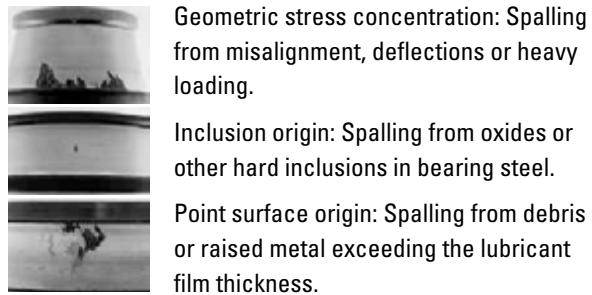 Geometric stress concentration: Spalling
from misalignment, deflections or heavy
loading.
Inclusion origin: Spalling from oxides or
other hard inclusions in bearing steel.
Point surface origin: Spalling from debris
or raised metal exceeding the lubricant
film thickness.